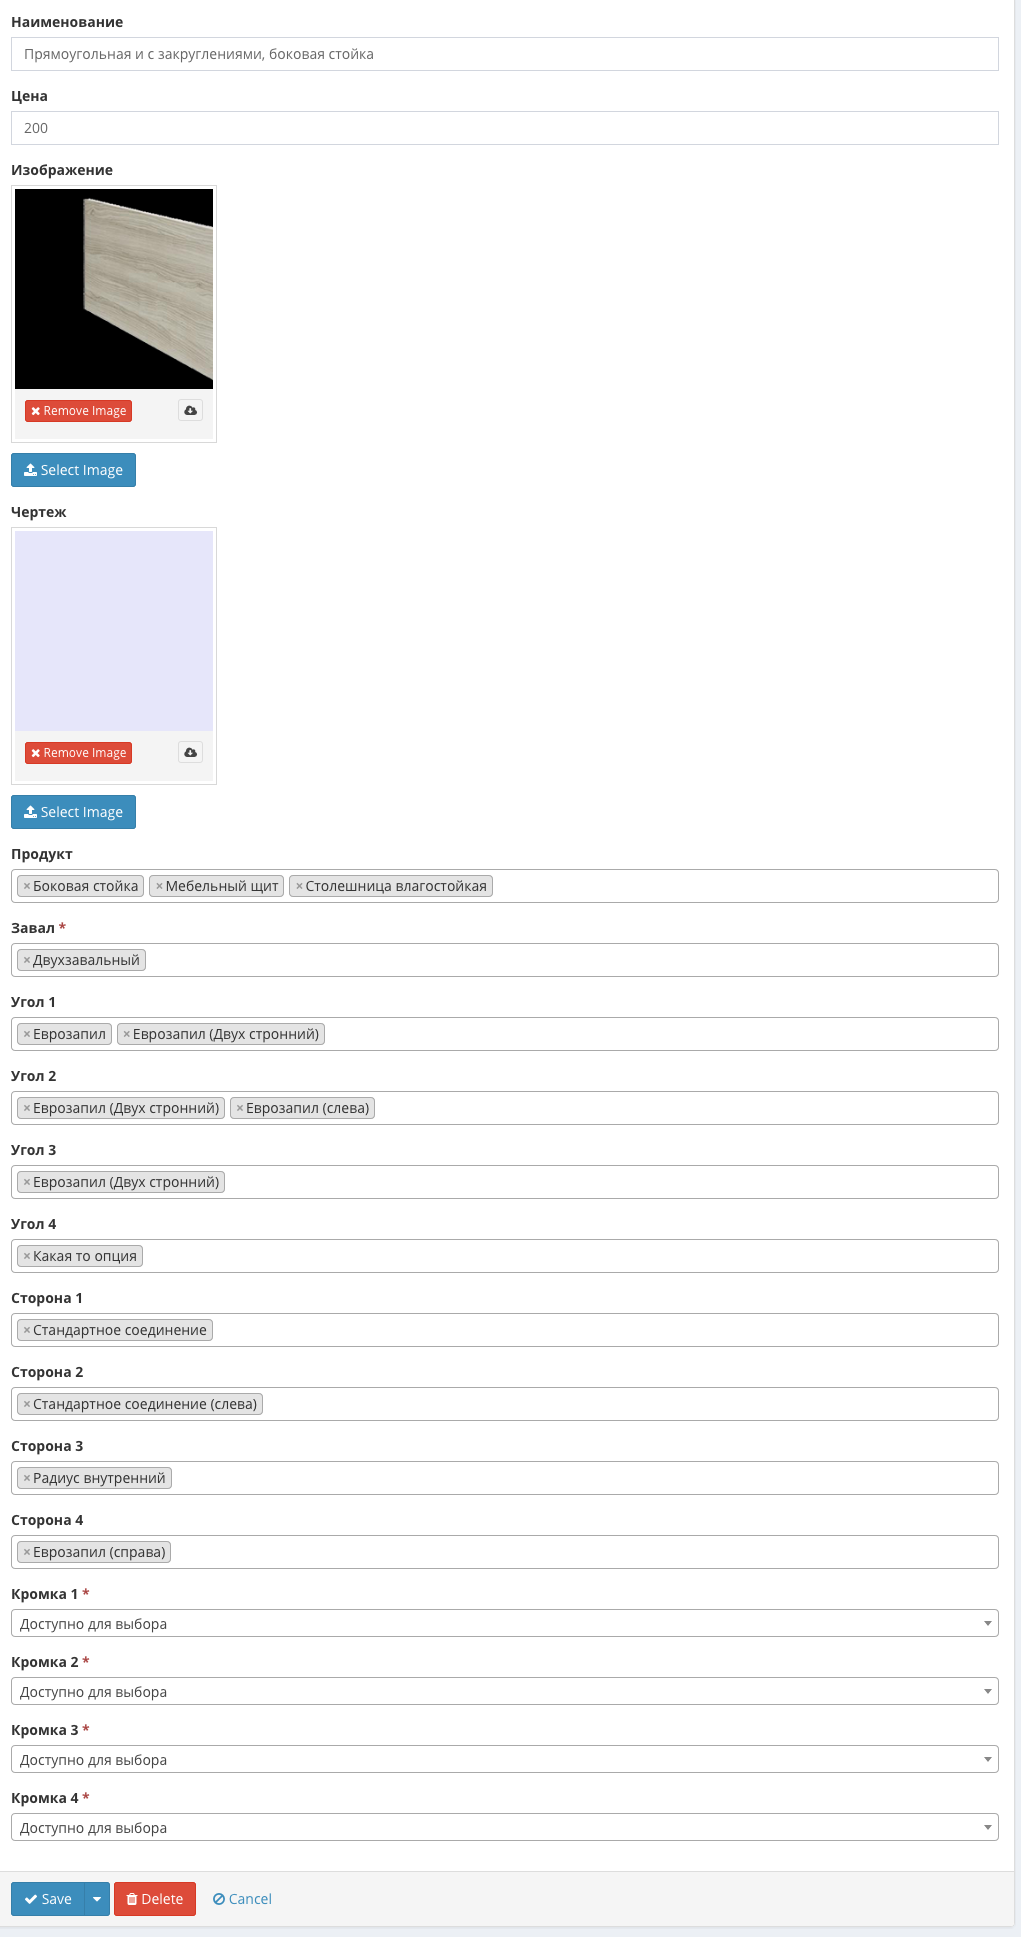 Наименование
Прямоугольная и с закруглениями, боковая стойка
Цена
200
Изображение
Remove Image
Select Image
Чертеж
Remove Image
Select Image
Продукт
× Боковая стойка × Мебельный щит × Столешница влагостойкая
Завал *
× Двухзавальный
Угол 1
× Еврозапил × Еврозапил (Двух стронний)
Угол 2
× Еврозапил (Двух стронний) × Еврозапил (слева)
Угол 3
× Еврозапил (Двух стронний)
Угол 4
× Какая то опция
Сторона 1
× Стандартное соединение
Сторона 2
× Стандартное соединение (слева)
Сторона 3
× Радиус внутренний
Сторона 4
× Еврозапил (справа)
Кромка 1 *
Доступно для выбора
Кромка 2 *
Доступно для выбора
Кромка 3 *
Доступно для выбора
Кромка 4 *
Доступно для выбора
Save Delete Cancel